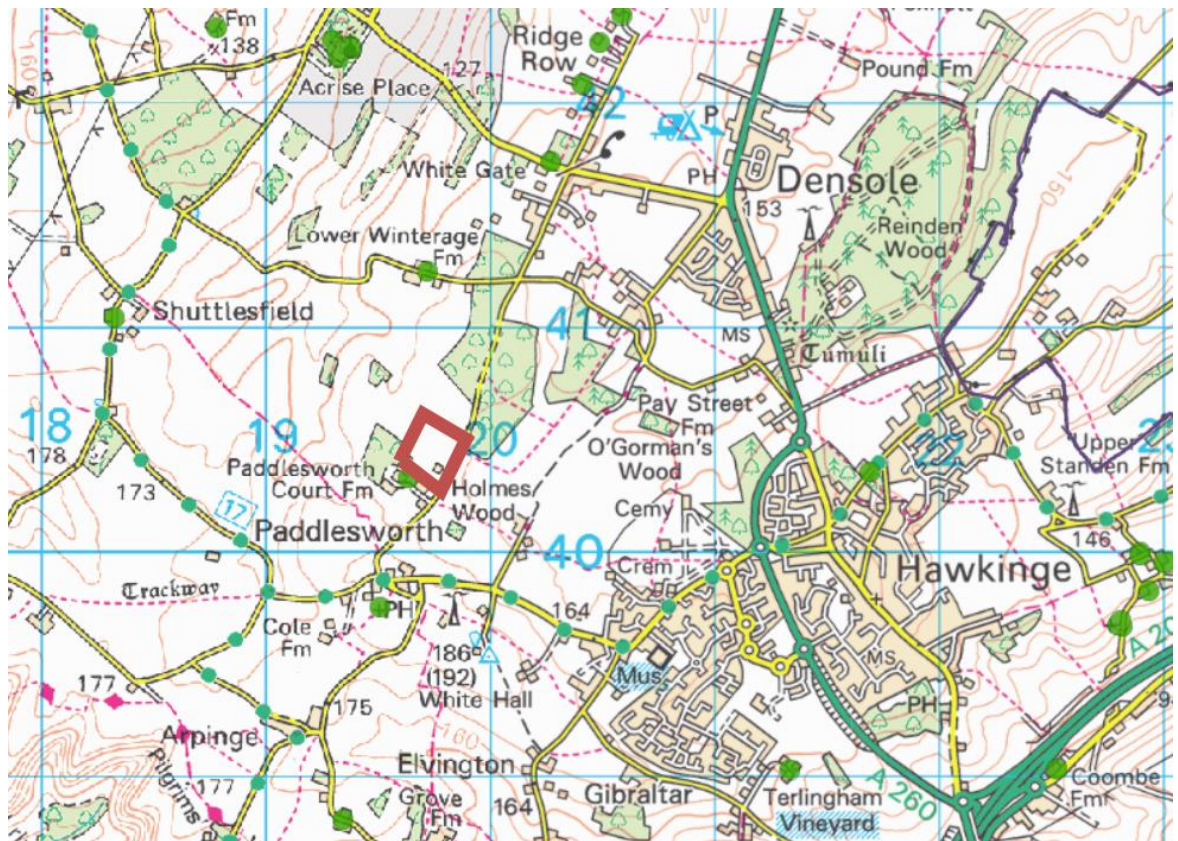 Fm
138
091
Acrise Place
127
Ridge
Row
42
P
Pound Fm
White Gate
PH
Densole
153
150
Reinden
Wood
Lower Winterage
Fm
Shuttlesfield
41
MS
Tumuli
18
19
20
Pay Street
Fm
O'Gorman's
Wood
22
23
Upper
Standen Fm
178
173
Paddlesworth
Court Fm
Holmes
Wood
17
Cemy
146
Paddlesworth
40
Crem
Hawkinge
Trackway
PH
Cole
Fm
164
186
(192)
White Hall
Mus
MS
177
175
160
PH
A 20
94
Arpinge
Pilgrims
177
Elvington
164
Grove
Fm
Gibraltar
Terlingham
Vineyard
A 260
Coombe
Fm